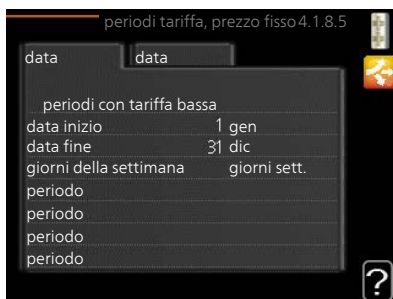 periodi tariffa, prezzo fisso 4.1.8.5
data data
periodi con tariffa bassa
data inizio 1 gen
data fine 31 dic
giorni della settimana giorni sett.
periodo
periodo
periodo
periodo
?